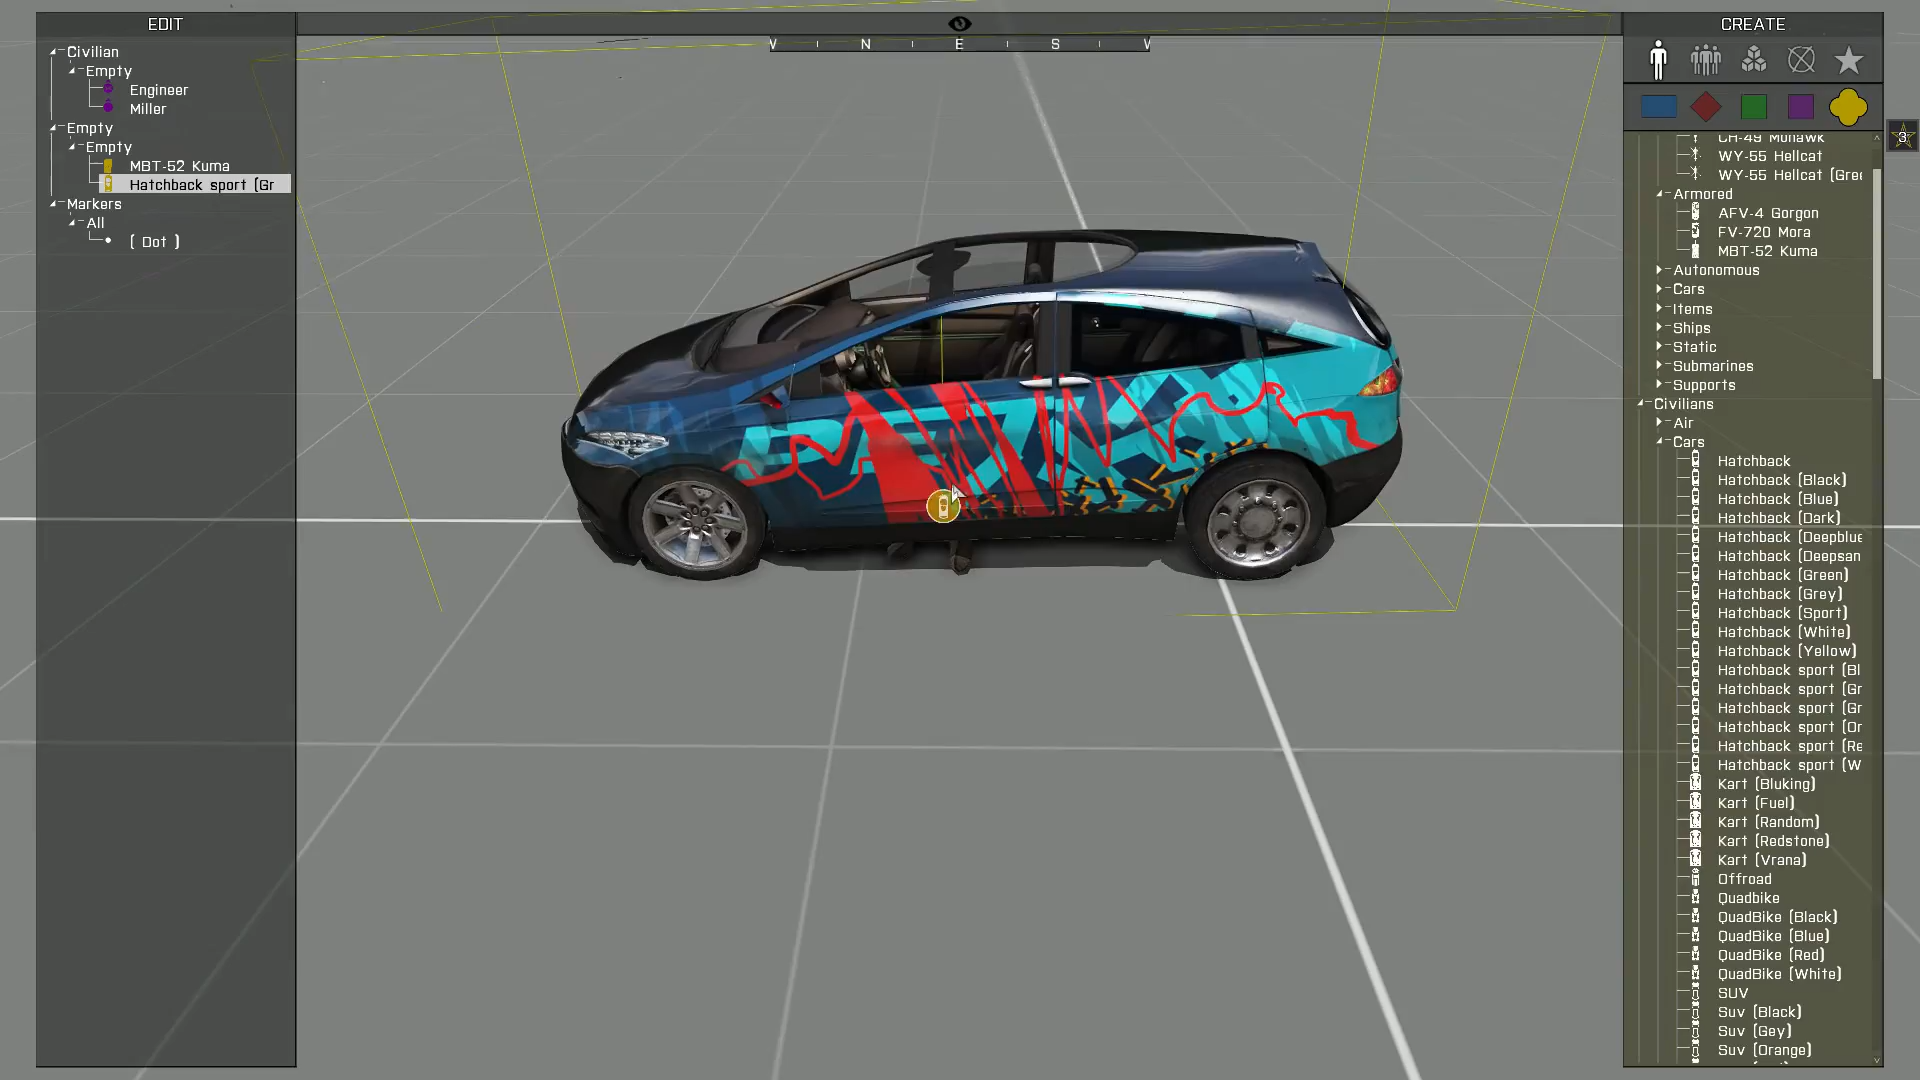 EDIT
Civilian
Empty
Engineer
Miller
Empty
Empty
MBT-52 Kuma
Hatchback sport (Gr
Markers
All
( Dot )
N E S
CREATE
3
CH-49 Mohawk
WY-55 Hellcat
WY-55 Hellcat (Gree
Armored
AFV-4 Gorgon
FV-720 Mora
MBT-52 Kuma
Autonomous
Cars
Items
Ships
Static
Submarines
Supports
Civilians
Air
Cars
Hatchback
Hatchback (Black)
Hatchback (Blue)
Hatchback (Dark)
Hatchback (Deepblue
Hatchback (Deepsan
Hatchback (Green)
Hatchback (Grey)
Hatchback (Sport)
Hatchback (White)
Hatchback (Yellow)
Hatchback sport (Bl
Hatchback sport (Gr
Hatchback sport (Gr
Hatchback sport (Or
Hatchback sport (Re
Hatchback sport (W
Kart (Bluking)
Kart (Fuel)
Kart (Random)
Kart (Redstone)
Kart (Vrana)
Offroad
Quadbike
QuadBike (Black)
QuadBike (Blue)
QuadBike (Red)
QuadBike (White)
SUV
Suv (Black)
Suv (Gey)
Suv (Orange)